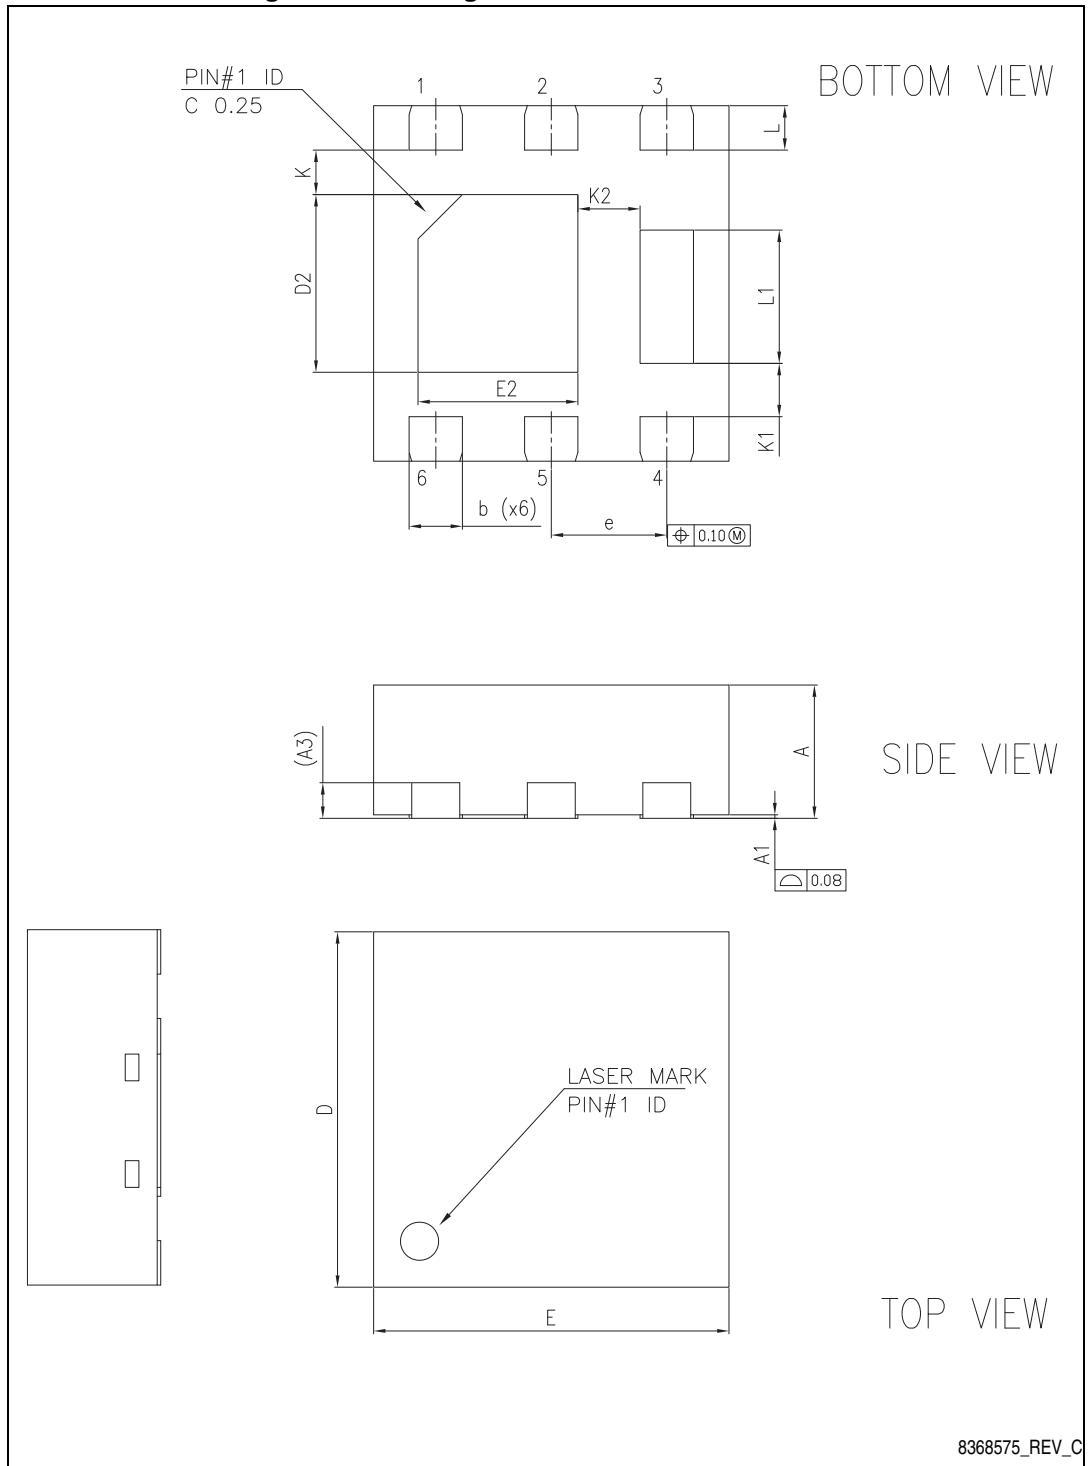 PIN#1 ID
C 0.25
1
2
3
BOTTOM VIEW
L
K
K2
D2
L1
E2
K1
6
5
4
b (x6)
e
0.10 Ⓜ
(A3)
A
SIDE VIEW
A1
0.08
D
LASER MARK
PIN#1 ID
E
TOP VIEW
8368575_REV_C